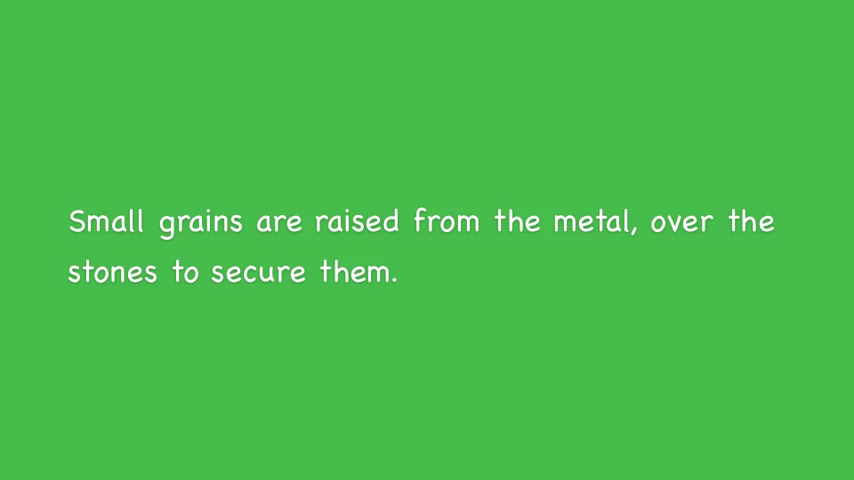 Small grains are raised from the metal, over the
stones to secure them.